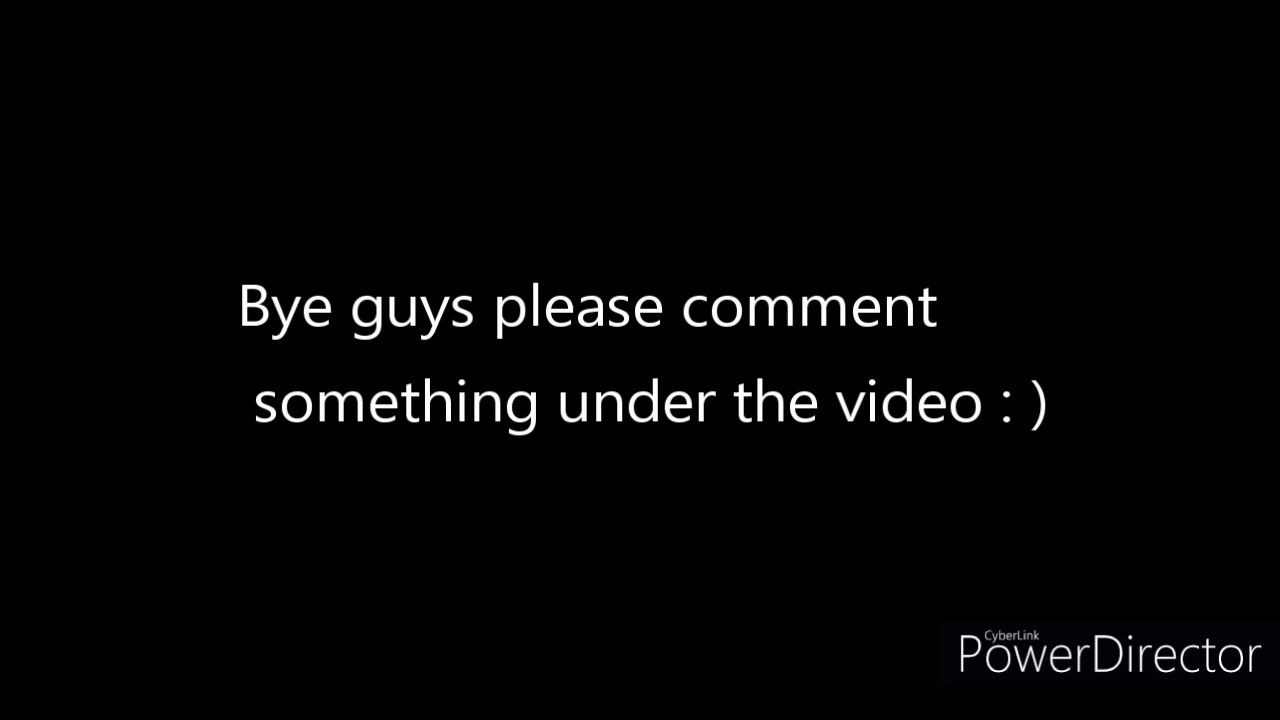 Bye guys please comment
something under the video : )
CyberLink
PowerDirector